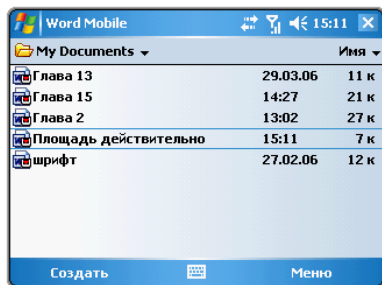 Word Mobile 15:11
My Documents Имя
Глава 13 29.03.06 11 к
Глава 15 14:27 21 к
Глава 2 13:02 27 к
Площадь действительно 15:11 7 к
шрифт 27.02.06 12 к
Создать Меню